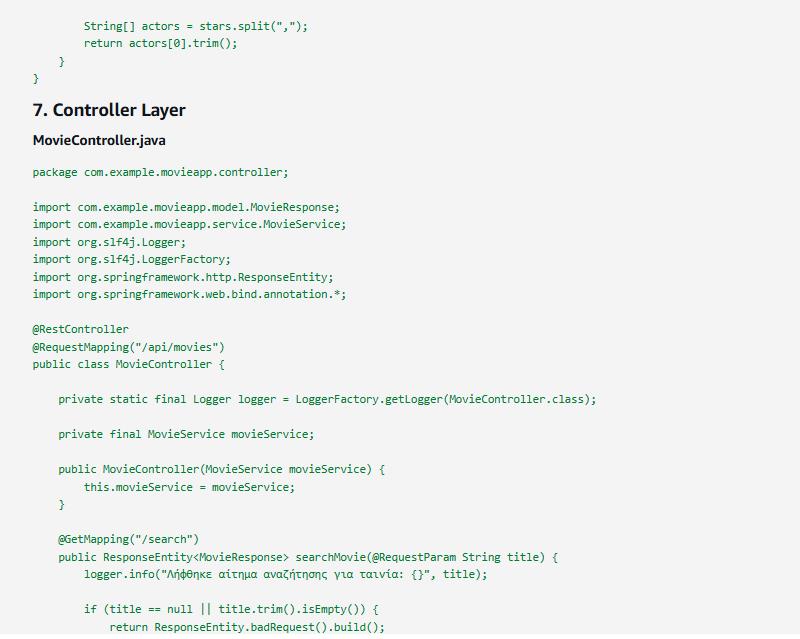 String[] actors = stars.split(",");
return actors[0].trim();
}
}
7. Controller Layer
MovieController.java
package com.example.movieapp.controller;
import com.example.movieapp.model.MovieResponse;
import com.example.movieapp.service.MovieService;
import org.slf4j.Logger;
import org.slf4j.LoggerFactory;
import org.springframework.http.ResponseEntity;
import org.springframework.web.bind.annotation.*;
@RestController
@RequestMapping("/api/movies")
public class MovieController {
private static final Logger logger = LoggerFactory.getLogger(MovieController.class);
private final MovieService movieService;
public MovieController(MovieService movieService) {
this.movieService = movieService;
}
@GetMapping("/search")
public ResponseEntity<MovieResponse> searchMovie(@RequestParam String title) {
logger.info("Λήφθηκε αίτημα αναζήτησης για ταινία: {}", title);
if (title == null || title.trim().isEmpty()) {
return ResponseEntity.badRequest().build();